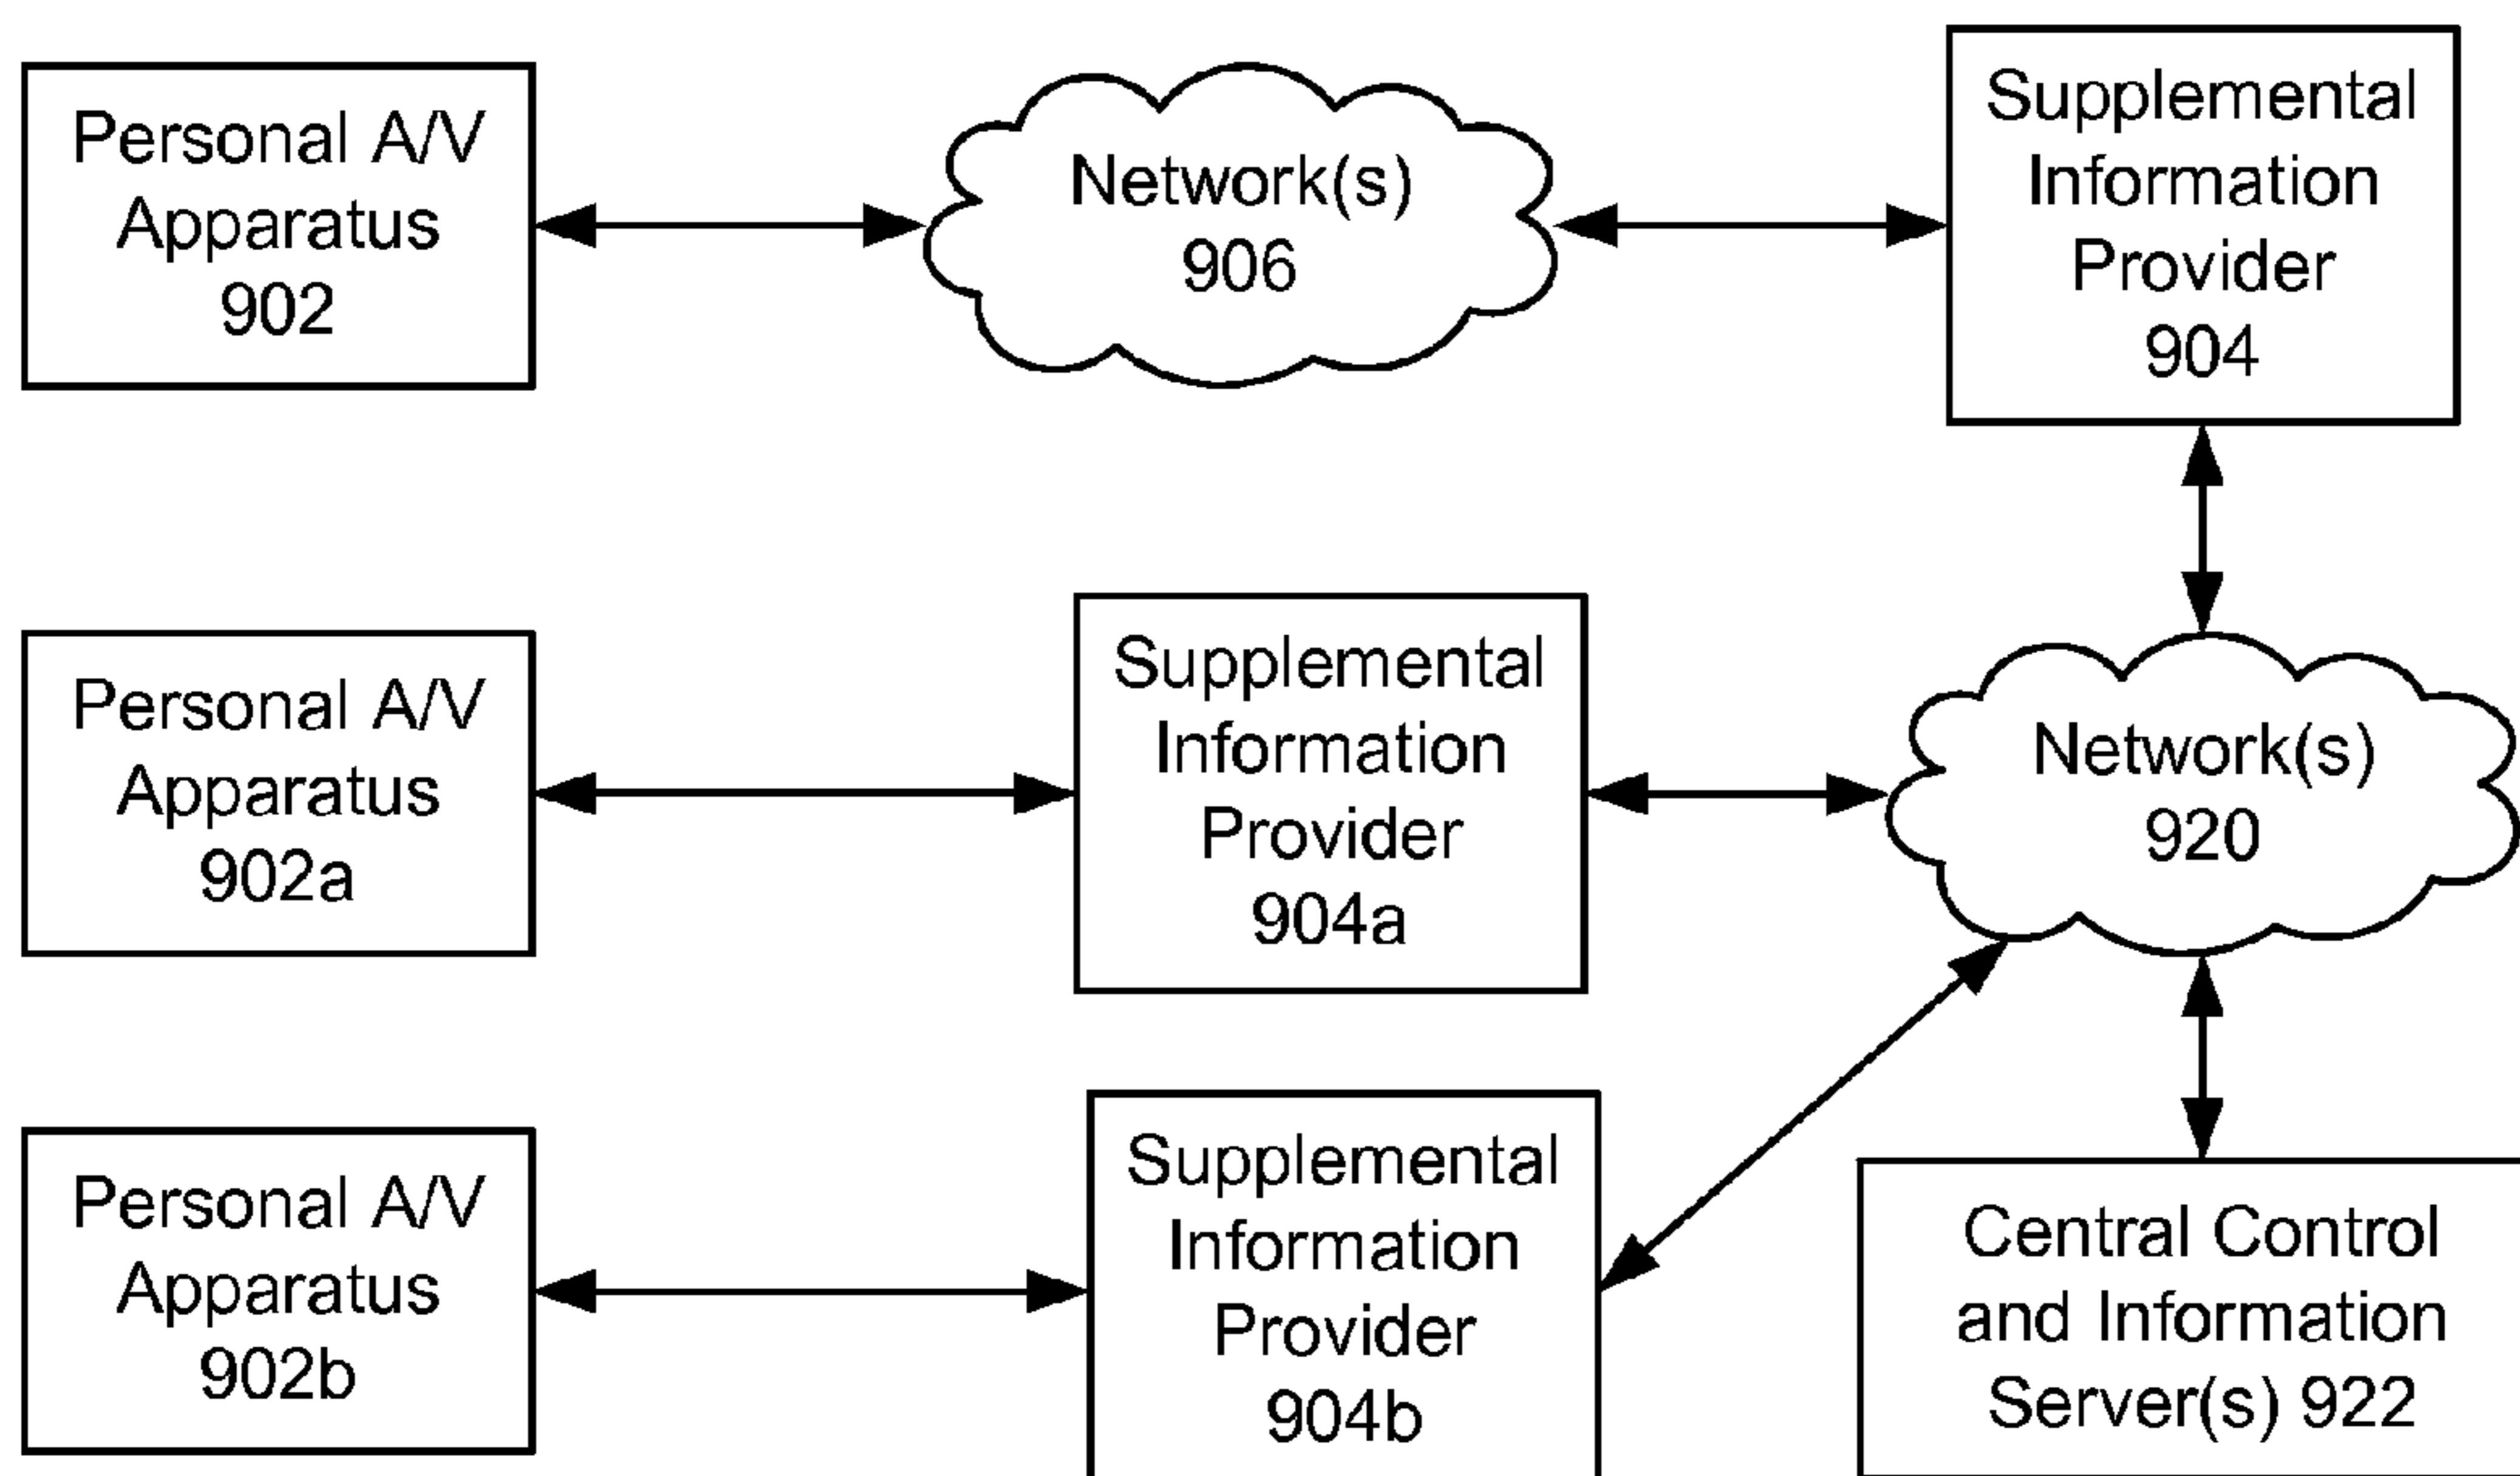 Personal A/V
Apparatus
902
Network(s)
906
Supplemental
Information
Provider
904
Personal A/V
Apparatus
902a
Supplemental
Information
Provider
904a
Network(s)
920
Personal A/V
Apparatus
902b
Supplemental
Information
Provider
904b
Central Control
and Information
Server(s) 922